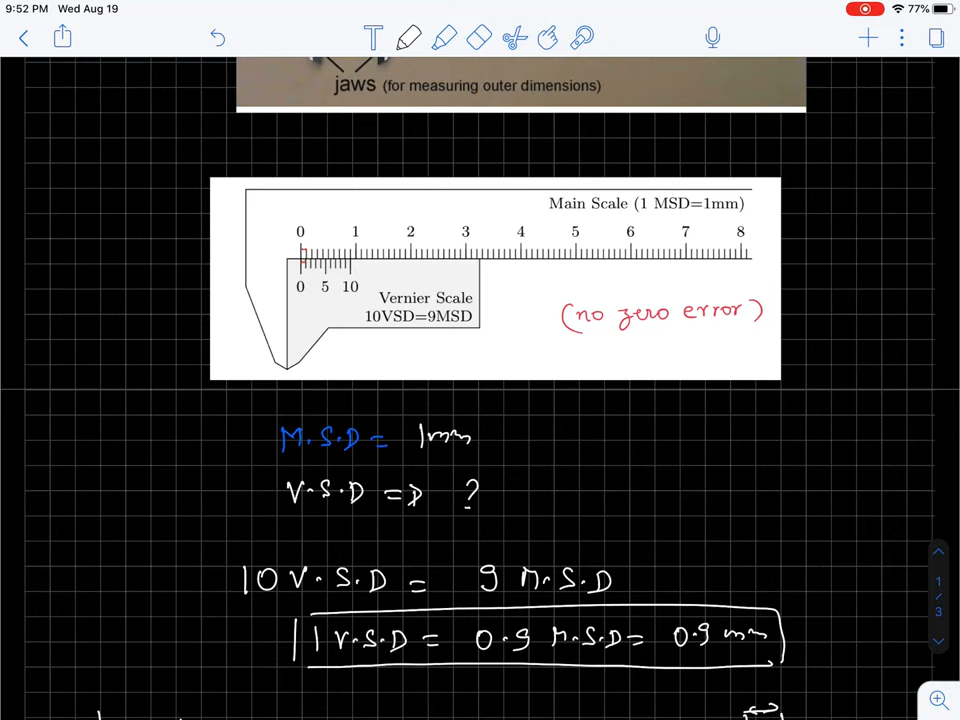 9:52 PM Wed Aug 19
77%
jaws (for measuring outer dimensions)
Main Scale (1 MSD=1mm)
0 1 2 3 4 5 6 7 8
0 5 10
Vernier Scale
10VSD=9MSD
(no zero error)
M.S.D = 1mm
V.S.D => ?
10 V.S.D = 9 M.S.D
1 V.S.D = 0.9 M.S.D = 0.9 mm
1
/
3